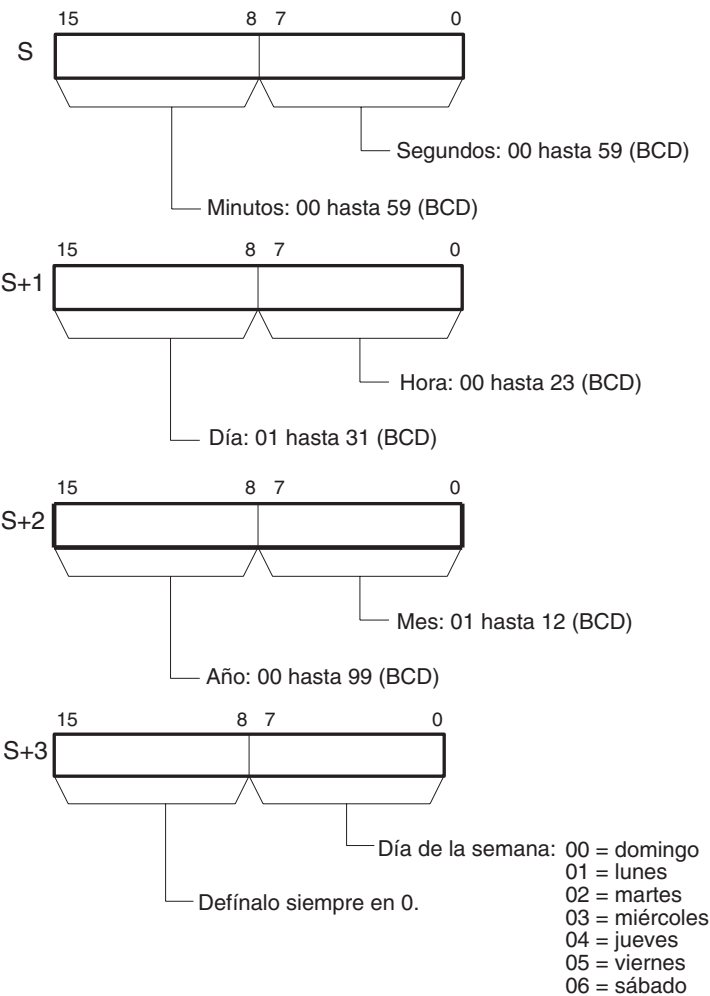 15 8 7 0
S
Segundos: 00 hasta 59 (BCD)
Minutos: 00 hasta 59 (BCD)
15 8 7 0
S+1
Hora: 00 hasta 23 (BCD)
Día: 01 hasta 31 (BCD)
15 8 7 0
S+2
Mes: 01 hasta 12 (BCD)
Año: 00 hasta 99 (BCD)
15 8 7 0
S+3
Día de la semana: 00 = domingo
01 = lunes
02 = martes
03 = miércoles
04 = jueves
05 = viernes
06 = sábado
Defínalo siempre en 0.